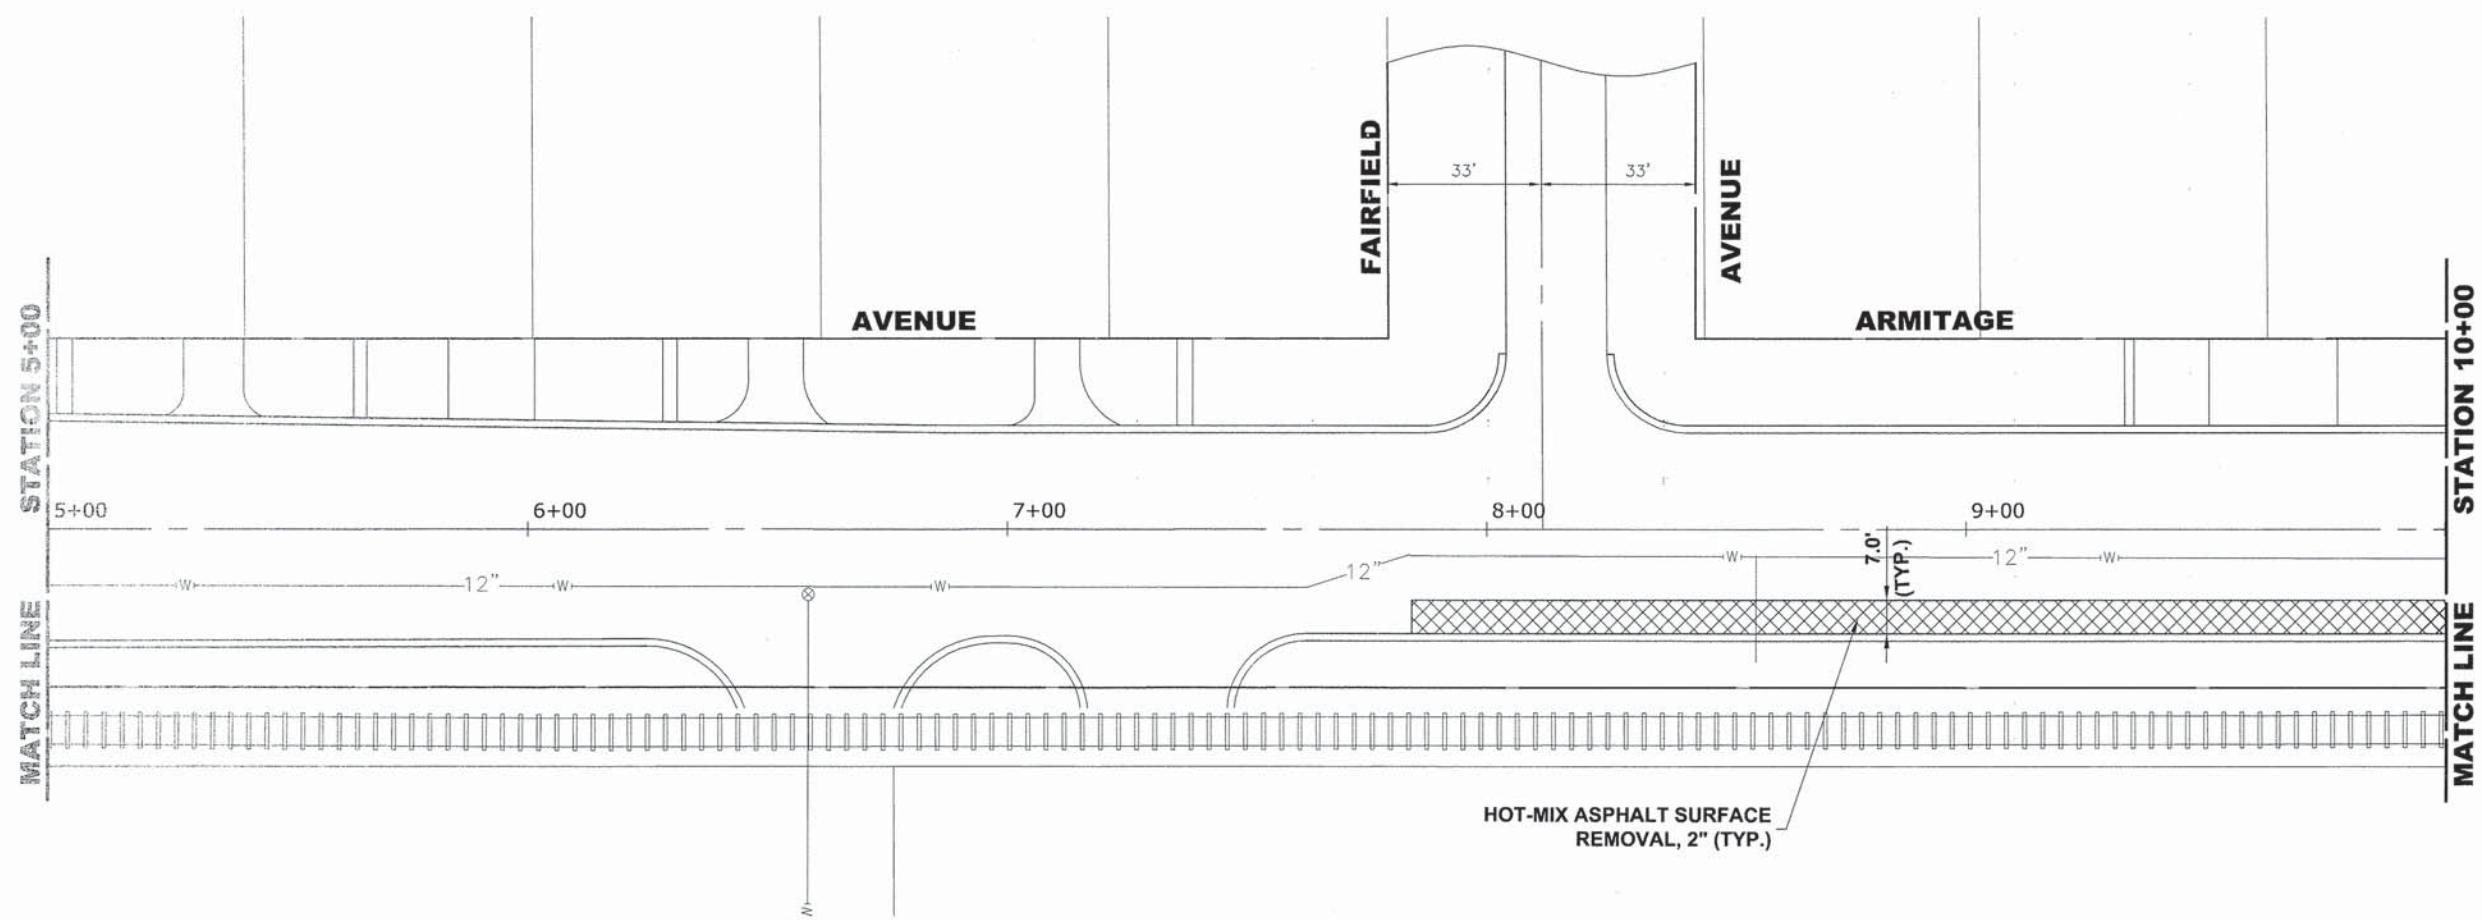 FAIRFIELD
33'
33'
AVENUE
AVENUE
ARMITAGE
STATION 5+00
STATION 10+00
5+00
6+00
7+00
8+00
9+00
W
12"
W
W
12"
W
12"
W
7.0'
(TYP.)
MATCH LINE
MATCH LINE
HOT-MIX ASPHALT SURFACE
REMOVAL, 2" (TYP.)
W